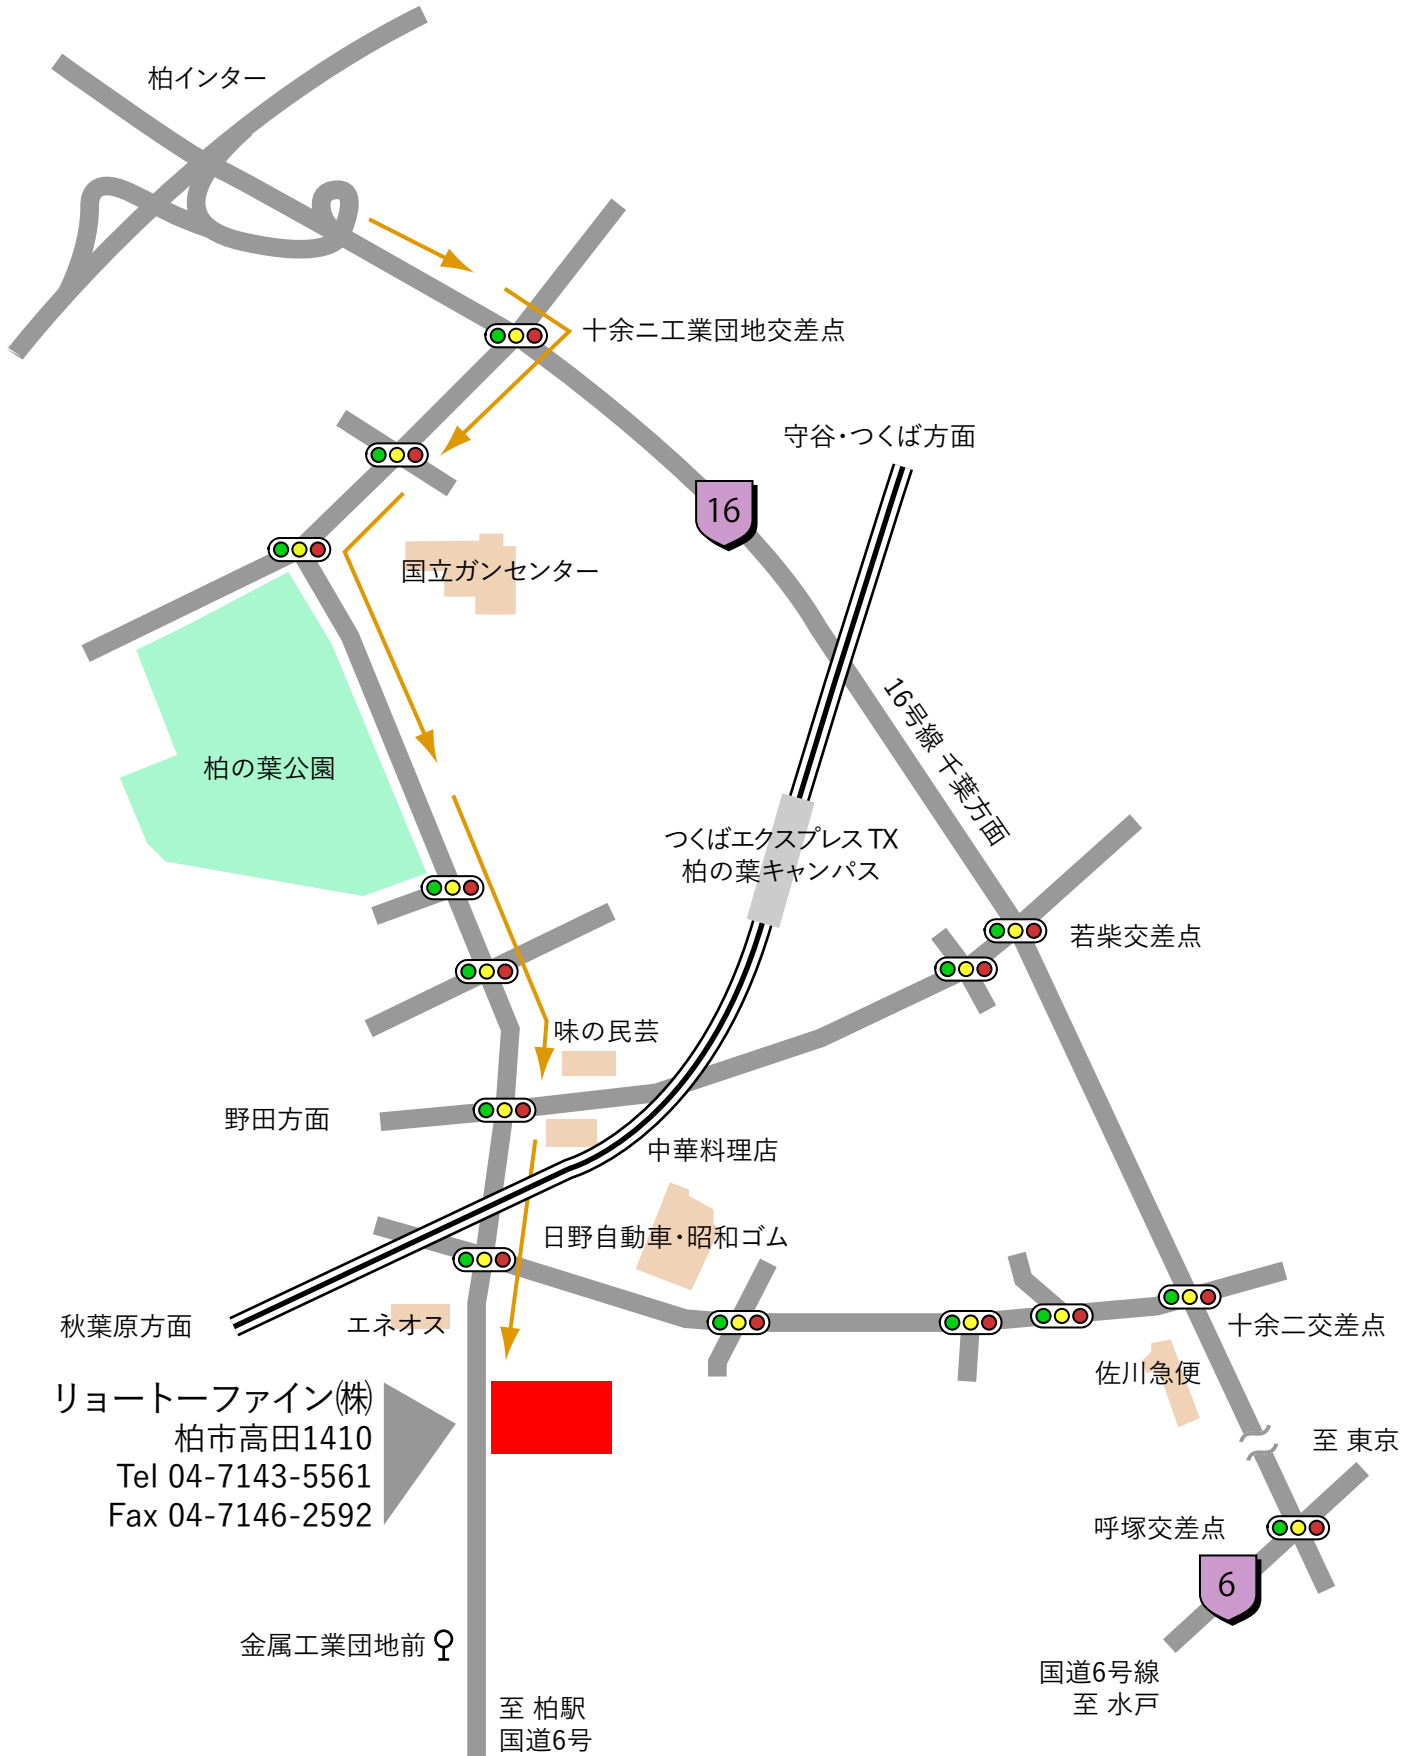 柏インター
十余ニ工業団地交差点
守谷・つくば方面
16
国立ガンセンター
16号線 千葉方面
柏の葉公園
つくばエクスプレス TX
柏の葉キャンパス
若柴交差点
味の民芸
野田方面
中華料理店
日野自動車・昭和ゴム
秋葉原方面
エネオス
十余二交差点
佐川急便
リョートーファイン㈱
柏市高田1410
Tel 04-7143-5561
Fax 04-7146-2592
至 東京
呼塚交差点
6
金属工業団地前
国道6号線
至 水戸
至 柏駅
国道6号